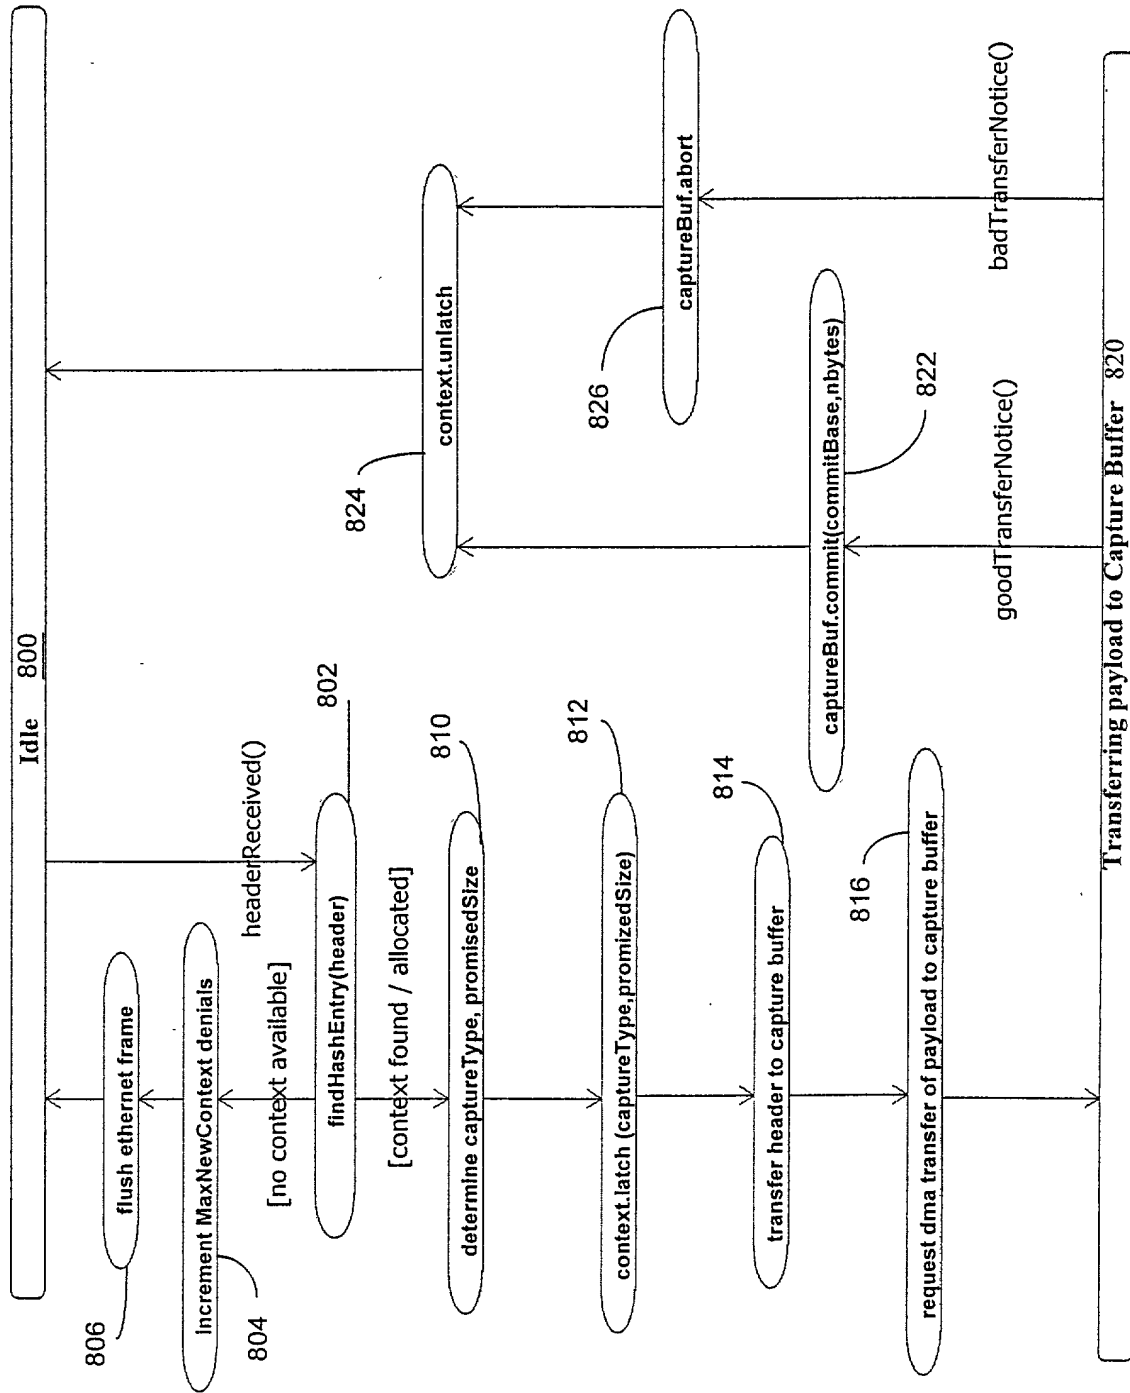 Idle 800
flush ethernet frame
806
Increment MaxNewContext denials
804
[no context available]
headerReceived()
findHashEntry(header)
802
[context found / allocated]
determine captureType, promisedSize
810
context.latch (captureType,promizedSize)
812
transfer header to capture buffer
814
request dma transfer of payload to capture buffer
816
context.unlatch
824
captureBuf.abort
826
captureBuf.commit(commitBase,nbytes)
822
goodTransferNotice()
badTransferNotice()
Transferring payload to Capture Buffer 820